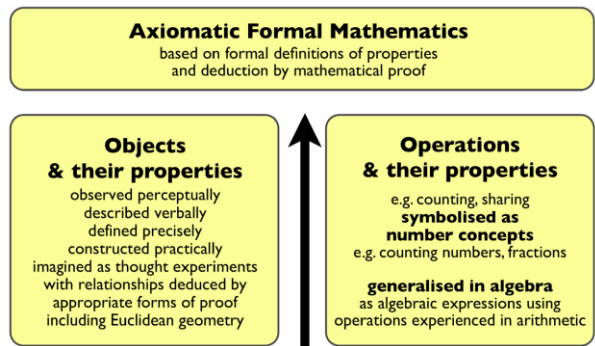 Axiomatic Formal Mathematics
based on formal definitions of properties
and deduction by mathematical proof
Objects
& their properties
observed perceptually
described verbally
defined precisely
constructed practically
imagined as thought experiments
with relationships deduced by
appropriate forms of proof
including Euclidean geometry
Operations
& their properties
e.g. counting, sharing
symbolised as
number concepts
e.g. counting numbers, fractions
generalised in algebra
as algebraic expressions using
operations experienced in arithmetic